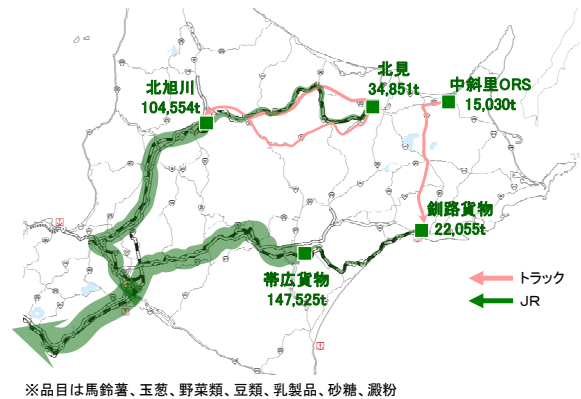 北見
34,851t
中斜里ORS
15,030t
北旭川
104,554t
釧路貨物
22,055t
帯広貨物
147,525t
トラック
JR
※品目は馬鈴薯、玉葱、野菜類、豆類、乳製品、砂糖、澱粉